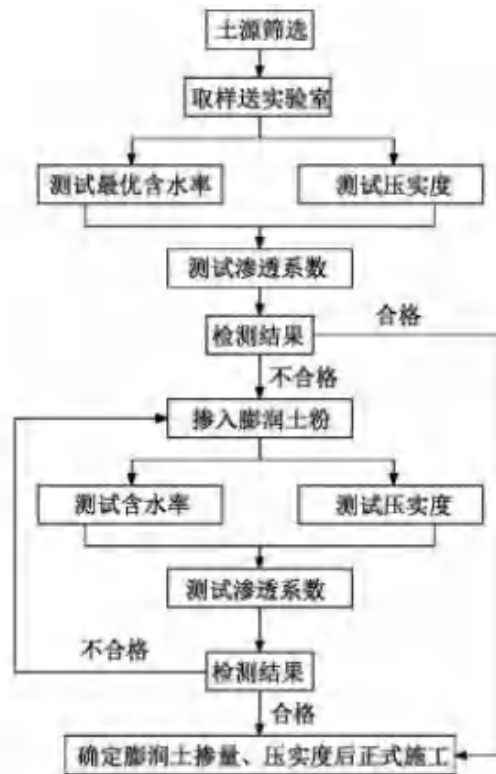 土源筛选
取样送实验室
测试最优含水率
测试压实度
测试渗透系数
检测结果
合格
不合格
掺入膨润土粉
测试含水率
测试压实度
测试渗透系数
不合格
检测结果
合格
确定膨润土掺量、压实度后正式施工